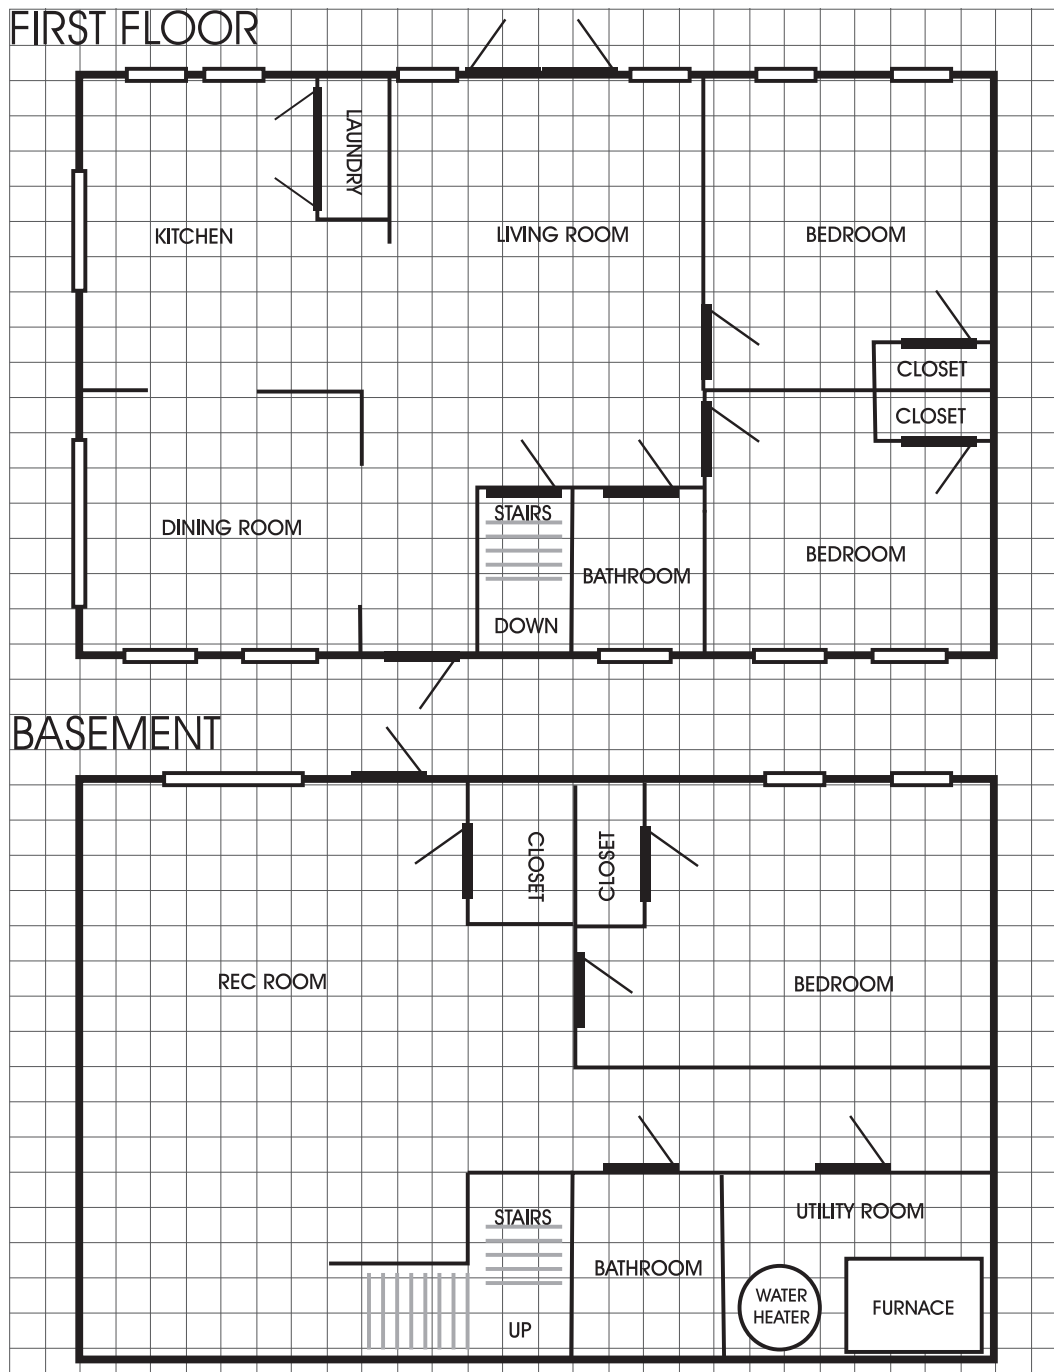 FIRST FLOOR
LAUNDRY
KITCHEN
LIVING ROOM
BEDROOM
CLOSET
CLOSET
STAIRS
DINING ROOM
BEDROOM
BATHROOM
DOWN
BASEMENT
CLOSET
CLOSET
REC ROOM
BEDROOM
STAIRS
UTILITY ROOM
BATHROOM
WATER
HEATER
FURNACE
UP